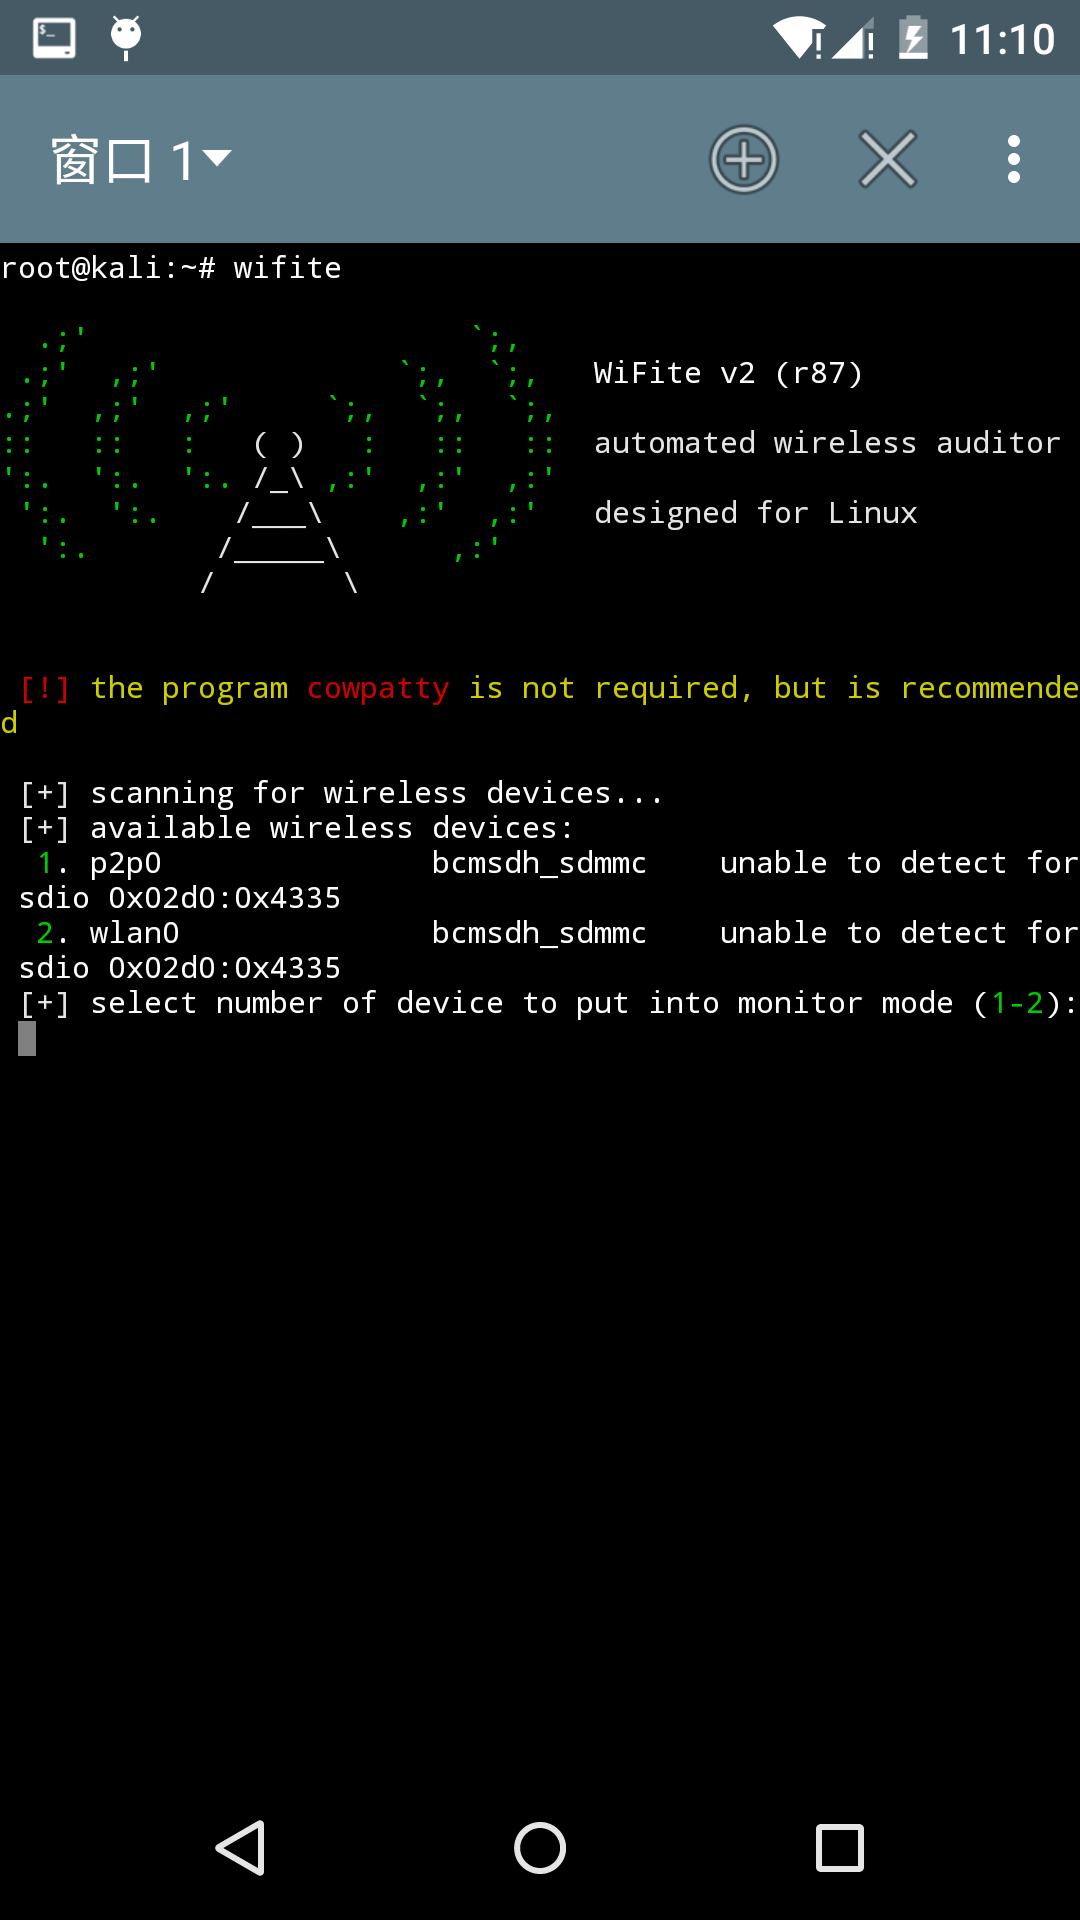 11:10
窗口 1
root@kali:~# wifite
   .;'                     `;,
 .;'  ,;'             `;,  `;,   WiFite v2 (r87)
.;'  ,;'  ,;'     `;,  `;,  `;,
::   ::   :   ( )   :   ::   ::  automated wireless auditor
':.  ':.  ':. /_\ ,:'  ,:'  ,:'
 ':.  ':.    /___\    ,:'  ,:'   designed for Linux
  ':.       /_____\      ,:'
           /       \
[!] the program cowpatty is not required, but is recommende
d
[+] scanning for wireless devices...
[+] available wireless devices:
1. p2p0               bcmsdh_sdmmc    unable to detect for
sdio 0x02d0:0x4335
2. wlan0              bcmsdh_sdmmc    unable to detect for
sdio 0x02d0:0x4335
[+] select number of device to put into monitor mode (1-2):